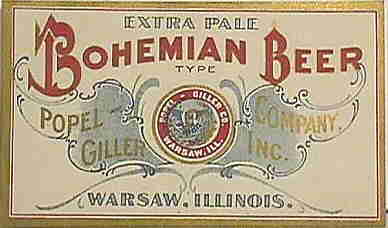 EXTRA PALE
BOHEMIAN BEER
TYPE
POPEL-GILLER COMPANY, INC.
POPEL-GILLER CO.
WARSAW, ILL.
WARSAW, ILLINOIS.